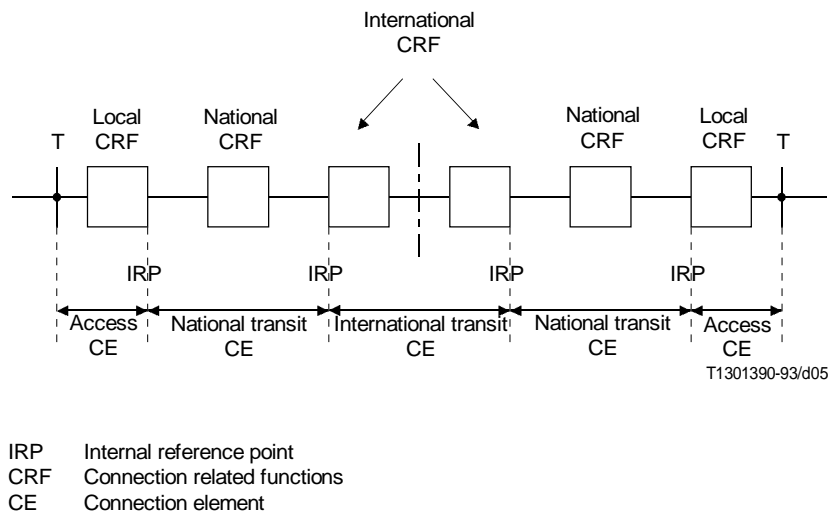 International
CRF
Local
CRF
National
CRF
National
CRF
Local
CRF
T
T
IRP
IRP
IRP
IRP
Access
CE
National transit
CE
International transit
CE
National transit
CE
Access
CE
T1301390-93/d05
IRP Internal reference point
CRF Connection related functions
CE Connection element